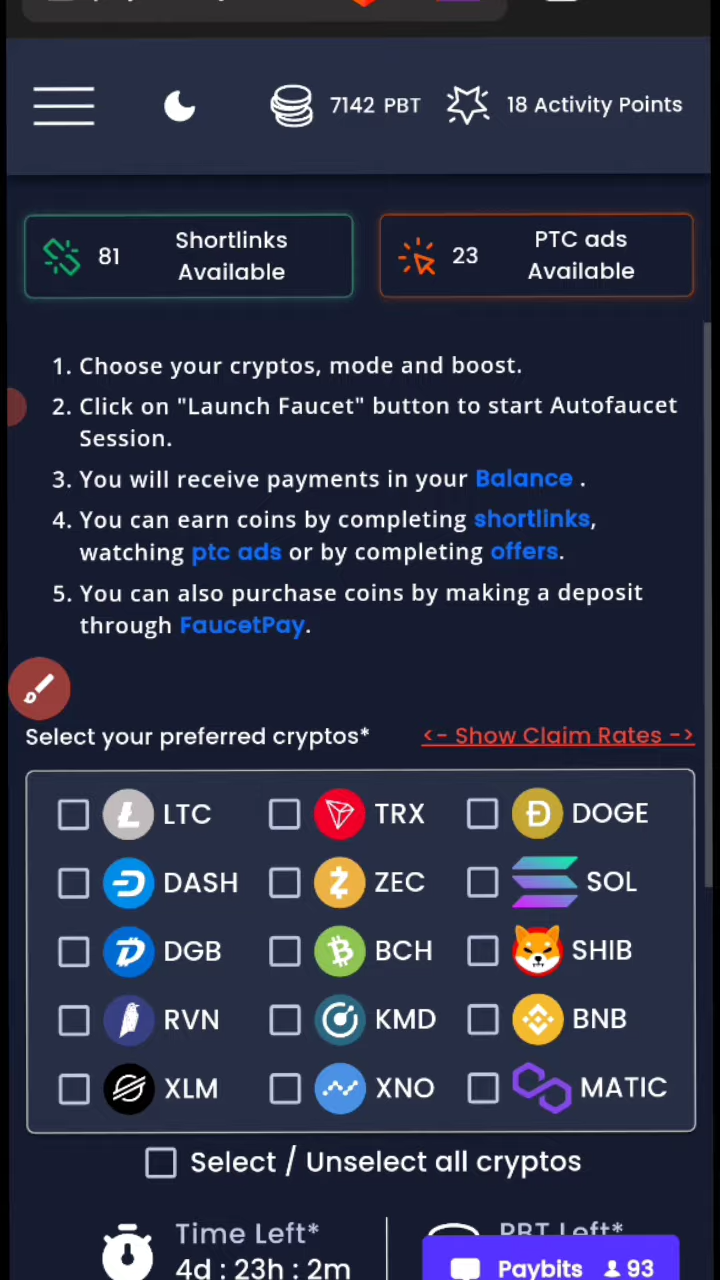 7142 PBT
18 Activity Points
81
Shortlinks
Available
23
PTC ads
Available
1. Choose your cryptos, mode and boost.
2. Click on "Launch Faucet" button to start Autofaucet
Session.
3. You will receive payments in your Balance .
4. You can earn coins by completing shortlinks,
watching ptc ads or by completing offers.
5. You can also purchase coins by making a deposit
through FaucetPay.
Select your preferred cryptos*
<- Show Claim Rates ->
LTC TRX DOGE
DASH ZEC SOL
DGB BCH SHIB
RVN KMD BNB
XLM XNO MATIC
Select / Unselect all cryptos
Time Left*
4d : 23h : 2m
PBT Left*
Paybits 93